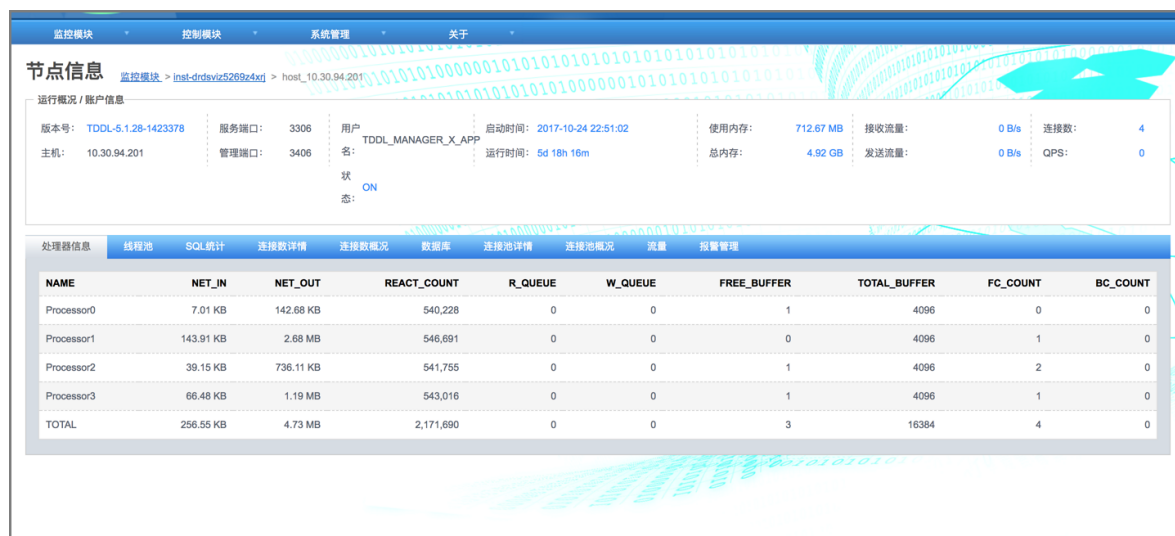 监控模块 控制模块 系统管理 关于
节点信息 监控模块 > inst-drdsviz5269z4xrj > host_10.30.94.201
运行概况 / 账户信息
版本号： TDDL-5.1.28-1423378 服务端口： 3306 用户名： TDDL_MANAGER_X_APP 启动时间： 2017-10-24 22:51:02 使用内存： 712.67 MB 接收流量： 0 B/s 连接数： 4
主机： 10.30.94.201 管理端口： 3406 运行时间： 5d 18h 16m 总内存： 4.92 GB 发送流量： 0 B/s QPS： 0
状态： ON
处理器信息 线程池 SQL统计 连接数详情 连接数概况 数据库 连接池详情 连接池概况 流量 报警管理
NAME NET_IN NET_OUT REACT_COUNT R_QUEUE W_QUEUE FREE_BUFFER TOTAL_BUFFER FC_COUNT BC_COUNT
Processor0 7.01 KB 142.68 KB 540,228 0 0 1 4096 0 0
Processor1 143.91 KB 2.68 MB 546,691 0 0 0 4096 1 0
Processor2 39.15 KB 736.11 KB 541,755 0 0 1 4096 2 0
Processor3 66.48 KB 1.19 MB 543,016 0 0 1 4096 1 0
TOTAL 256.55 KB 4.73 MB 2,171,690 0 0 3 16384 4 0